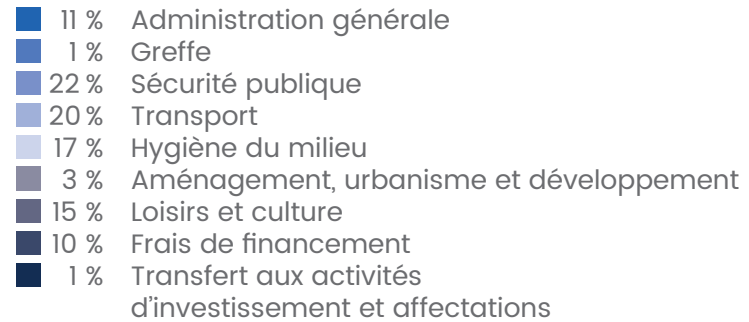 11 % Administration générale
1 % Greffe
22 % Sécurité publique
20 % Transport
17 % Hygiène du milieu
3 % Aménagement, urbanisme et développement
15 % Loisirs et culture
10 % Frais de financement
1 % Transfert aux activités
d'investissement et affectations